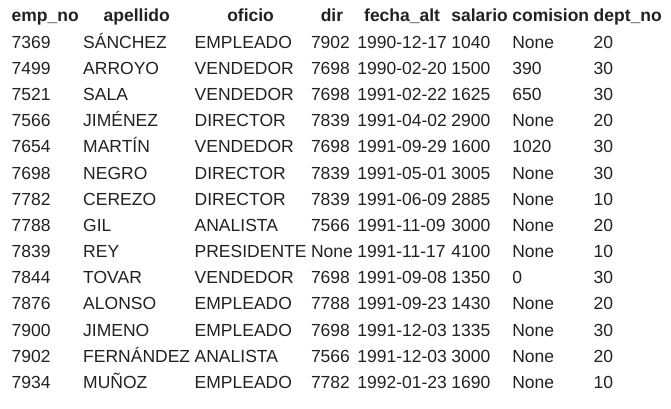 emp_no apellido oficio dir fecha_alt salario comision dept_no
7369 SÁNCHEZ EMPLEADO 7902 1990-12-17 1040 None 20
7499 ARROYO VENDEDOR 7698 1990-02-20 1500 390 30
7521 SALA VENDEDOR 7698 1991-02-22 1625 650 30
7566 JIMÉNEZ DIRECTOR 7839 1991-04-02 2900 None 20
7654 MARTÍN VENDEDOR 7698 1991-09-29 1600 1020 30
7698 NEGRO DIRECTOR 7839 1991-05-01 3005 None 30
7782 CEREZO DIRECTOR 7839 1991-06-09 2885 None 10
7788 GIL ANALISTA 7566 1991-11-09 3000 None 20
7839 REY PRESIDENTE None 1991-11-17 4100 None 10
7844 TOVAR VENDEDOR 7698 1991-09-08 1350 0 30
7876 ALONSO EMPLEADO 7788 1991-09-23 1430 None 20
7900 JIMENO EMPLEADO 7698 1991-12-03 1335 None 30
7902 FERNÁNDEZ ANALISTA 7566 1991-12-03 3000 None 20
7934 MUÑOZ EMPLEADO 7782 1992-01-23 1690 None 10